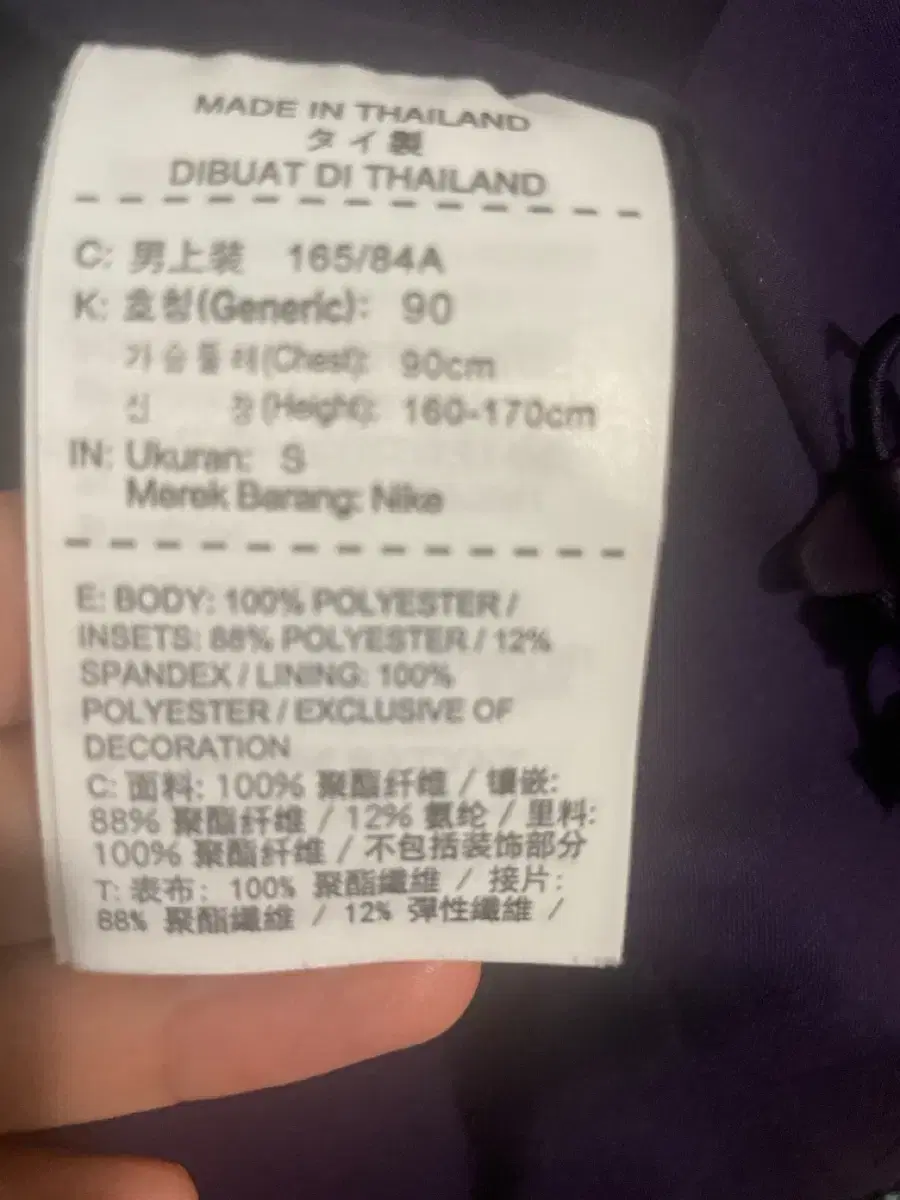 MADE IN THAILAND
タイ製
DIBUAT DI THAILAND
C: 男上装 165/84A
K: 호칭(Generic): 90
가슴둘레(Chest): 90cm
신 장(Height): 160-170cm
IN: Ukuran: S
Merek Barang: Nike
E: BODY: 100% POLYESTER /
INSETS: 88% POLYESTER / 12%
SPANDEX / LINING: 100%
POLYESTER / EXCLUSIVE OF
DECORATION
C: 面料: 100% 聚酯纤维 / 镶嵌:
88% 聚酯纤维 / 12% 氨纶 / 里料:
100% 聚酯纤维 / 不包括装饰部分
T: 表布: 100% 聚酯纖維 / 接片:
88% 聚酯纖維 / 12% 彈性纖維 /